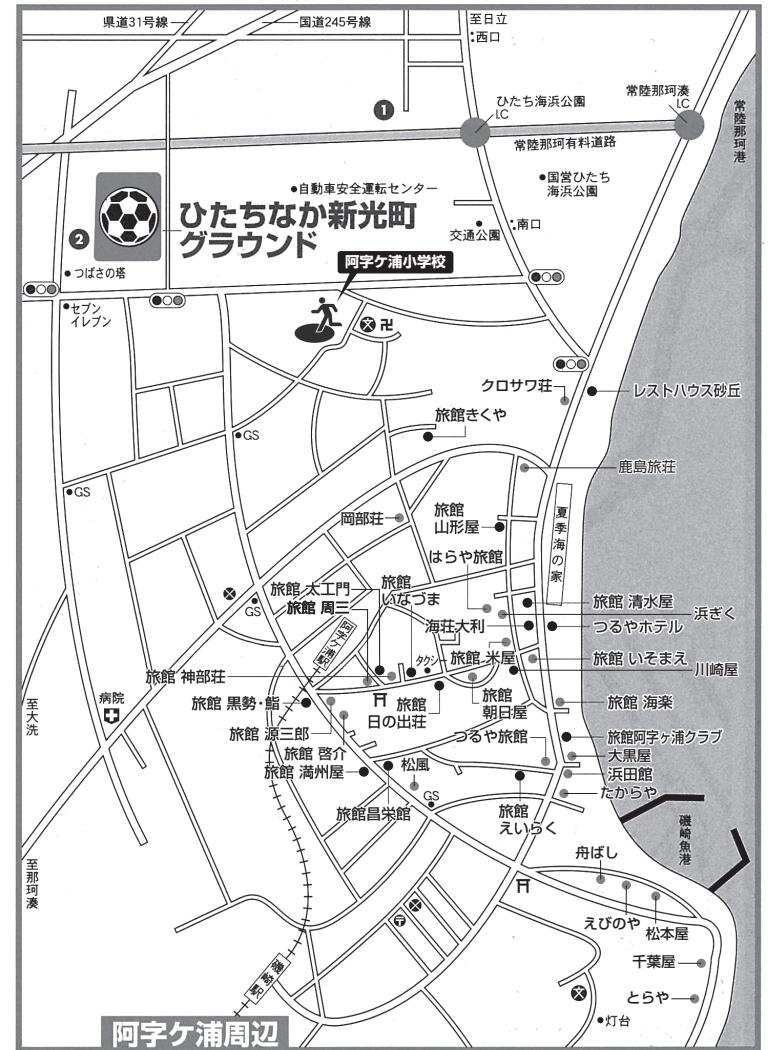 県道31号線
国道245号線
至日立
西口
1
ひたち海浜公園
I.C
常陸那珂湊
I.C
常陸那珂港
常陸那珂有料道路
自動車安全運転センター
国営ひたち
海浜公園
2
ひたちなか新光町
グラウンド
交通公園
南口
つばさの塔
阿字ケ浦小学校
セブン
イレブン
文
卍
クロサワ荘
レストハウス砂丘
旅館きくや
GS
GS
鹿島旅荘
岡部荘
旅館
山形屋
夏季海の家
はらや旅館
旅館 太工門
旅館
いなづま
旅館 周三
GS
旅館 清水屋
浜ぎく
阿字ケ浦駅
海荘大利
つるやホテル
タクシー
旅館 米屋
旅館 いそまえ
川崎屋
旅館 神部荘
至大洗
病院
旅館 黒勢・鮨
旅館
日の出荘
旅館
朝日屋
旅館 海楽
旅館 源三郎
つるや旅館
旅館阿字ヶ浦クラブ
旅館 啓介
大黒屋
旅館 満州屋
松風
浜田館
たからや
旅館昌栄館
GS
旅館
えいらく
磯崎魚港
舟ばし
至那珂湊
えびのや
松本屋
千葉屋
磯崎駅
とらや
灯台
阿字ケ浦周辺